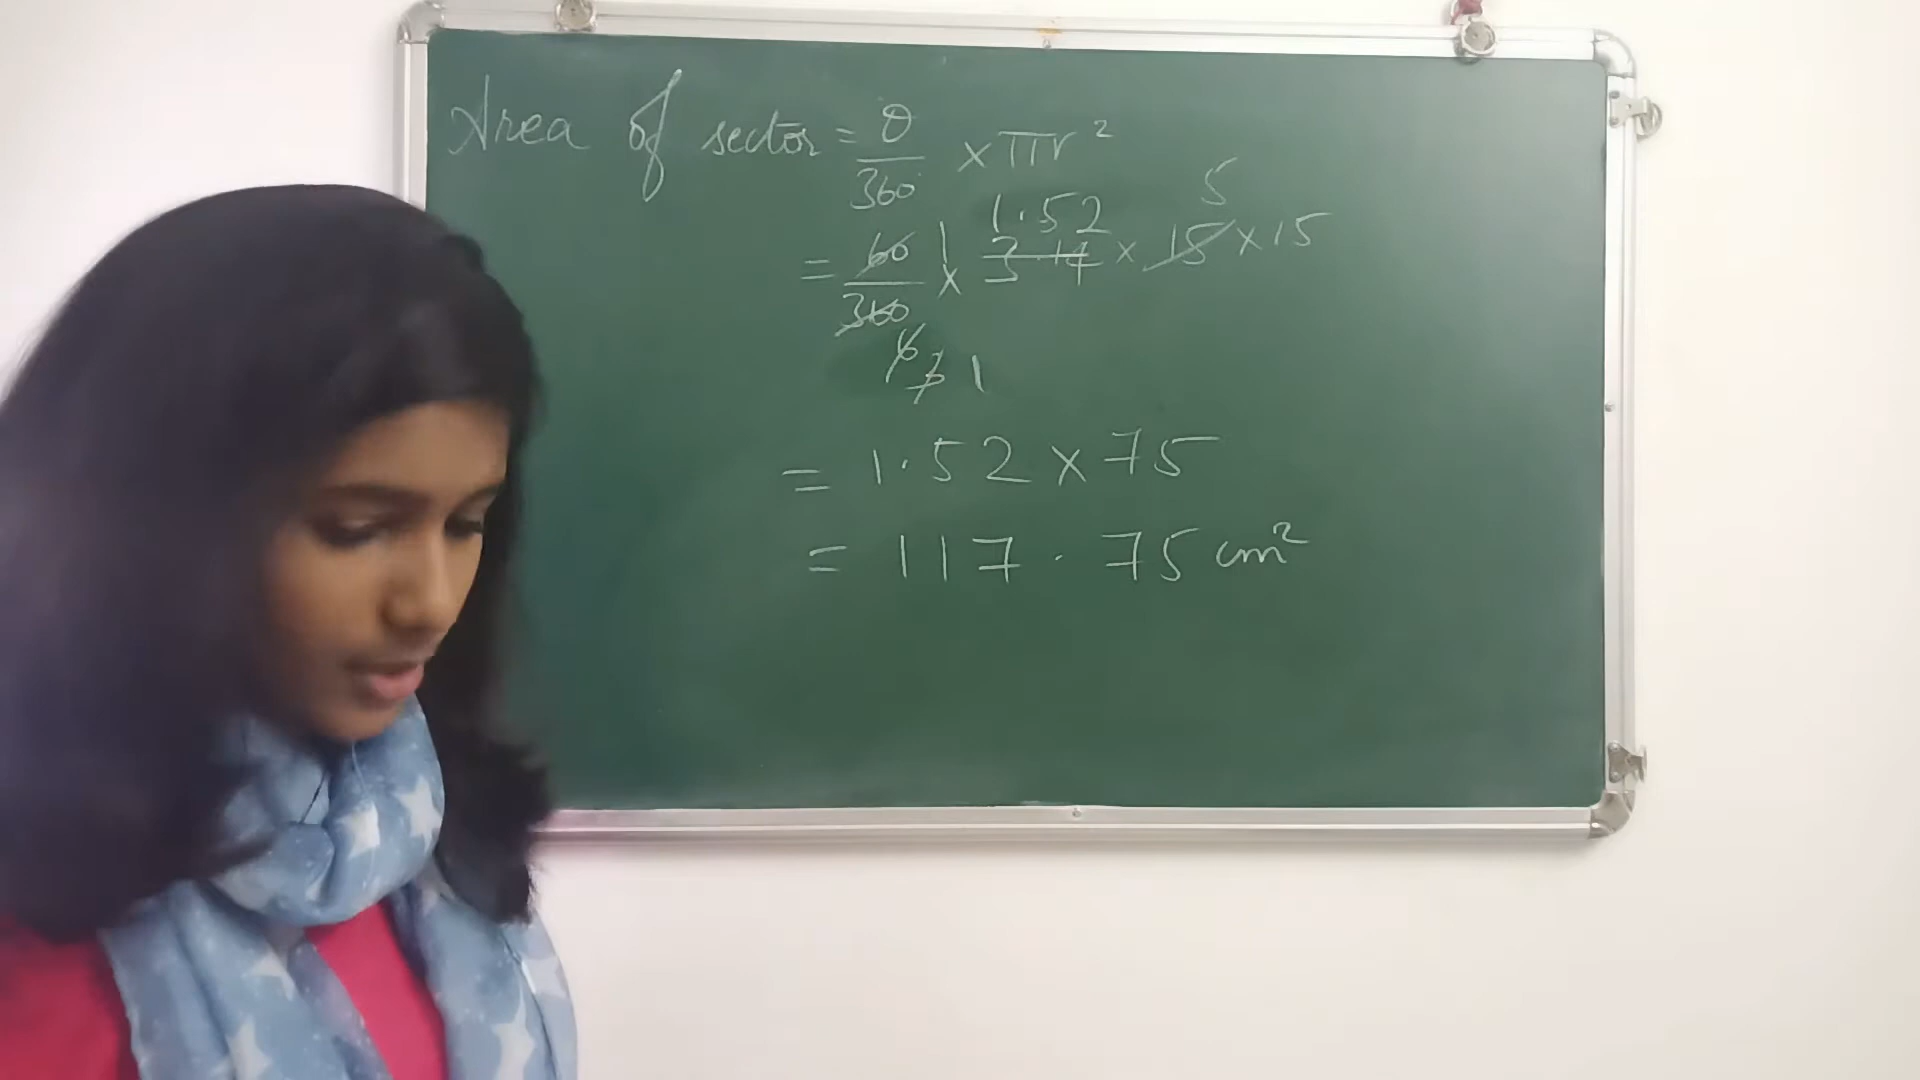 Area of sector = θ/360 × πr²
= 60/360 × 3.14 × 15 × 15
1 1.52 5
6 3 1
= 1.52 × 75
= 117.75 cm²